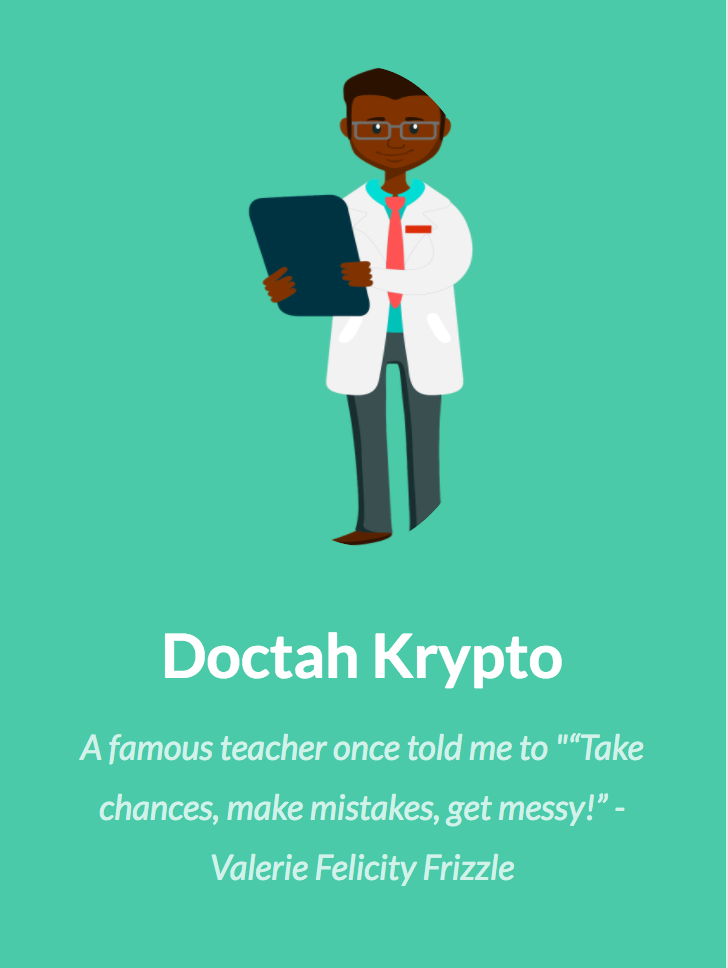 Doctah Krypto
A famous teacher once told me to "“Take
chances, make mistakes, get messy!” -
Valerie Felicity Frizzle